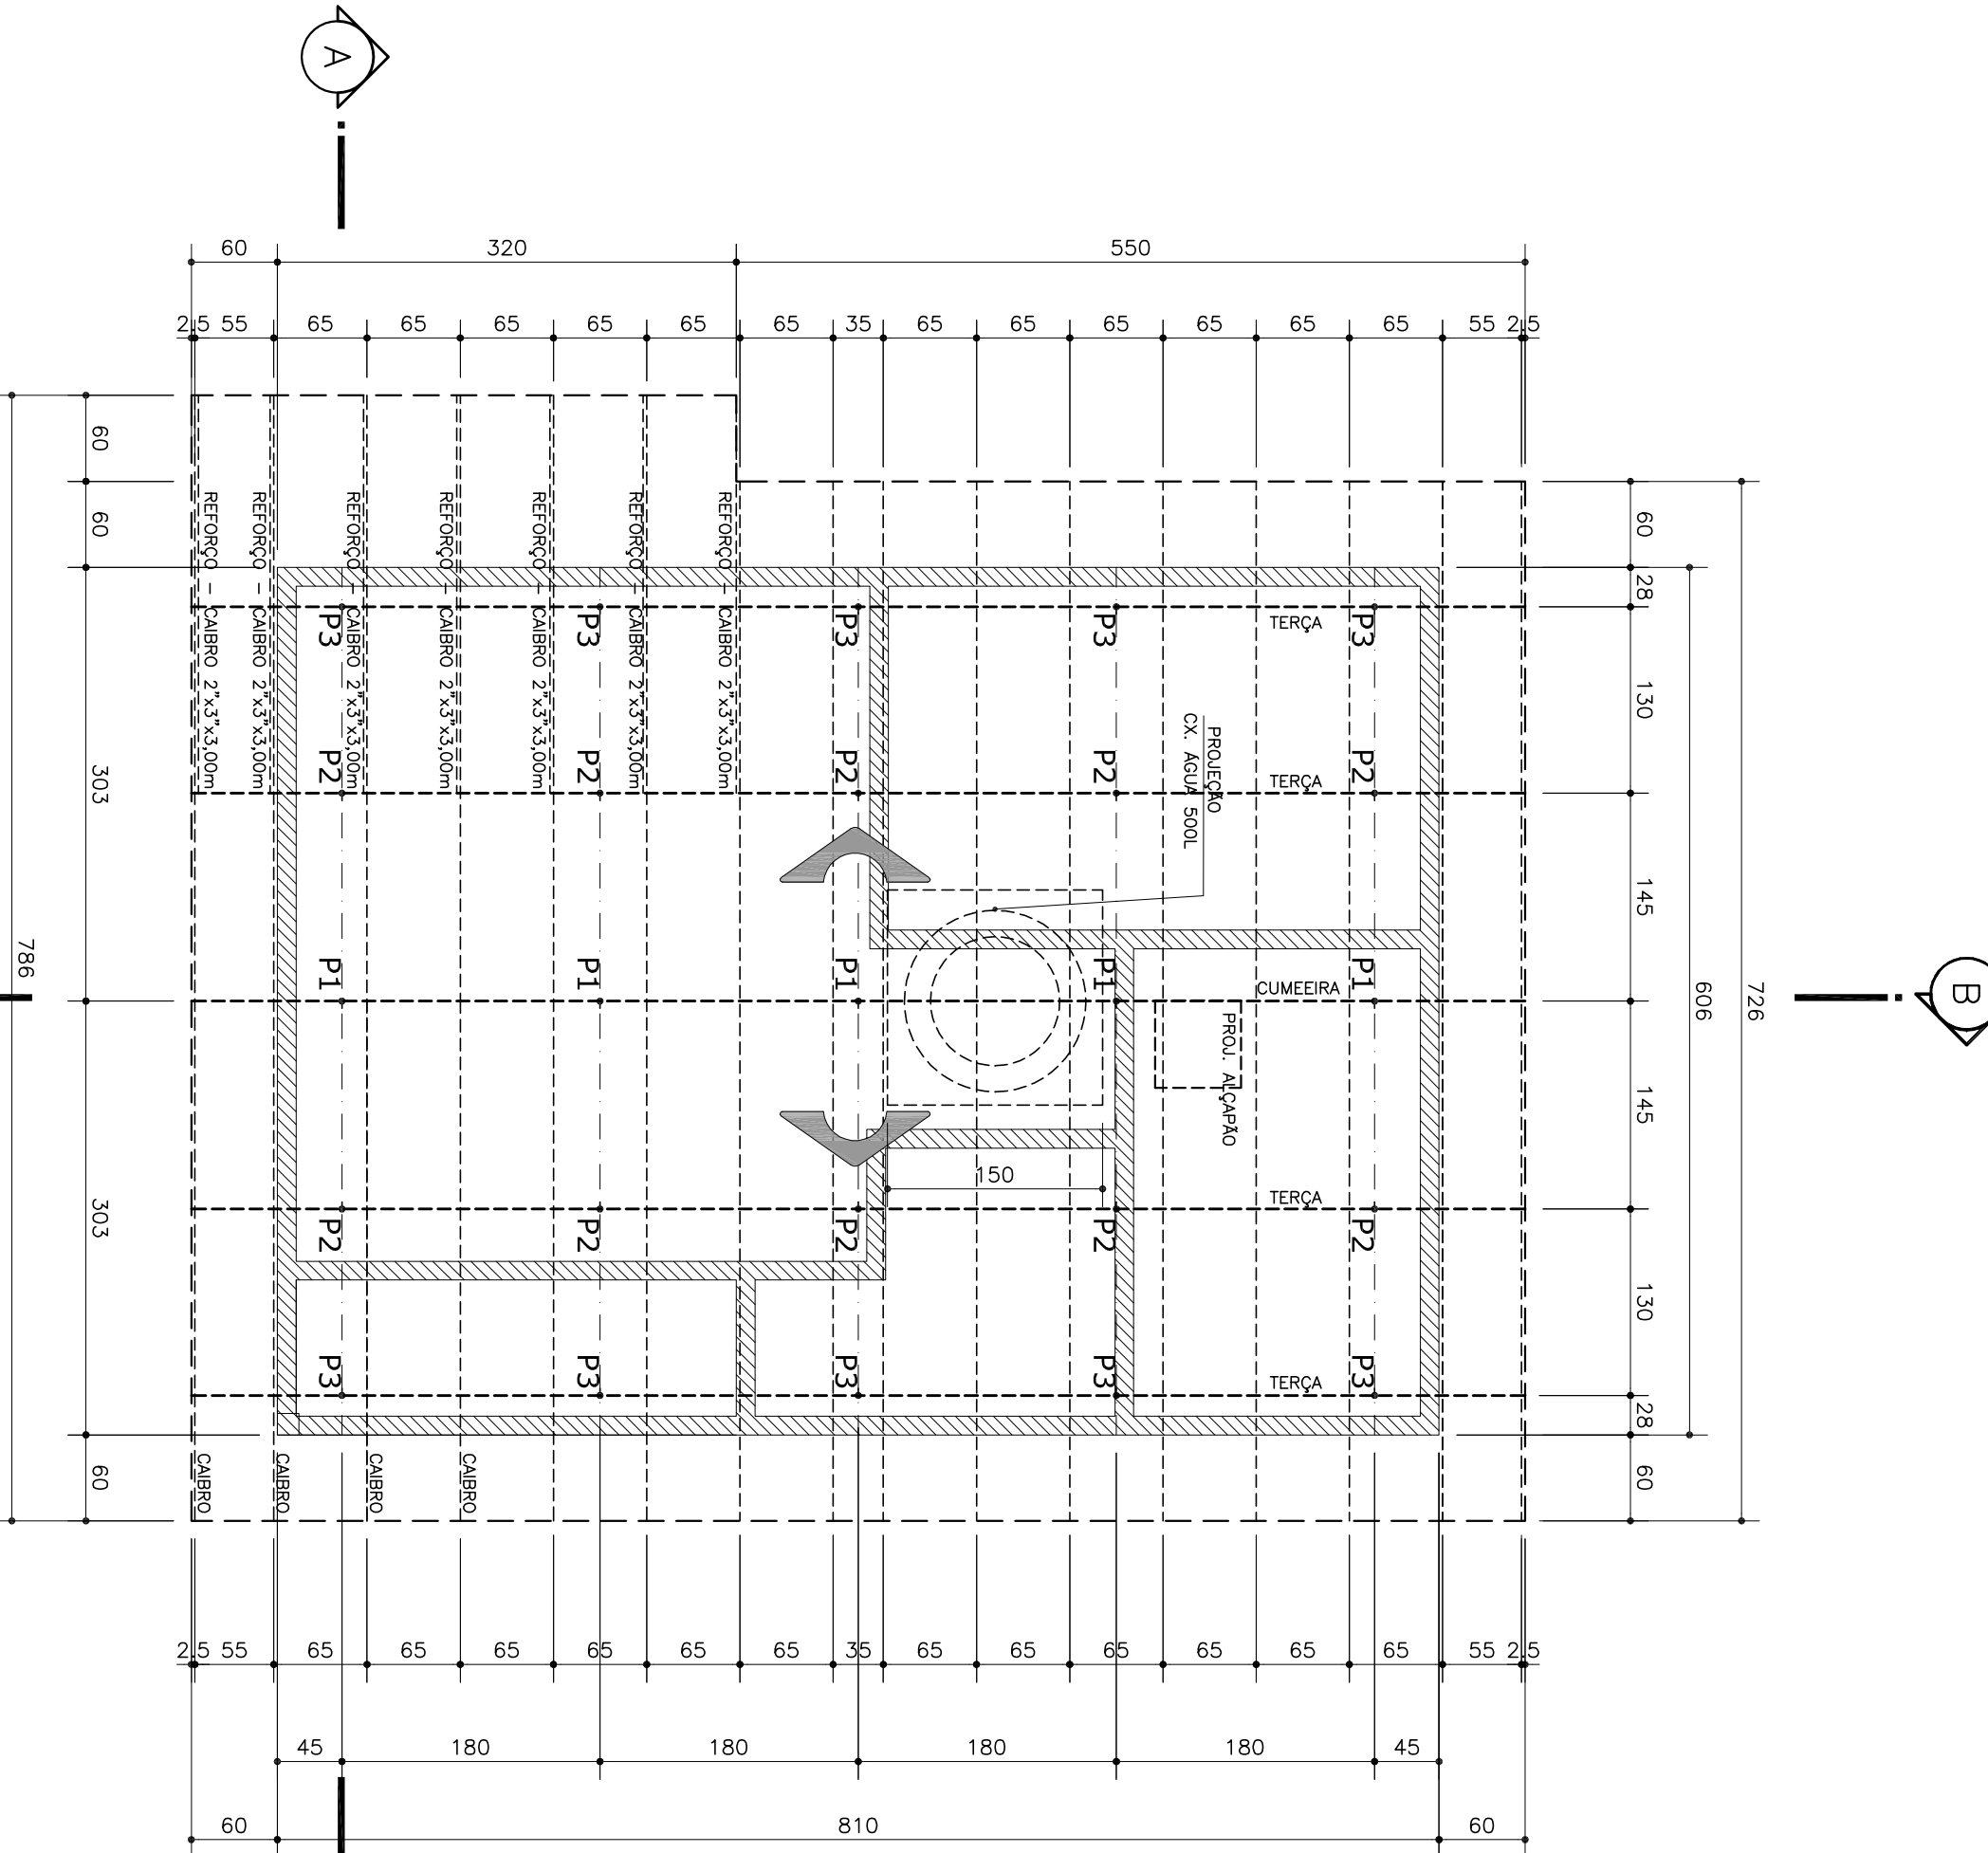 A
60
320
550
2.5 55 65 65 65 65 65 65 35 65 65 65 65 65 65 55 2.5
60
60
303
303
60
786
REFORÇO - CAIBRO 2"x3"x3,00m
REFORÇO - CAIBRO 2"x3"x3,00m
REFORÇO - CAIBRO 2"x3"x3,00m
REFORÇO - CAIBRO 2"x3"x3,00m
REFORÇO - CAIBRO 2"x3"x3,00m
REFORÇO - CAIBRO 2"x3"x3,00m
REFORÇO - CAIBRO 2"x3"x3,00m
P3 P3 P3 P3 P3
TERÇA
P2 P2 P2 P2 P2
TERÇA
PROJEÇÃO
CX. ÁGUA 500L
P1 P1 P1 P1 P1
CUMEEIRA
PROJ. ALÇAPÃO
150
TERÇA
P2 P2 P2 P2 P2
TERÇA
P3 P3 P3 P3 P3
CAIBRO
CAIBRO
CAIBRO
CAIBRO
60
28
130
145
145
130
28
60
606
726
B
2.5 55 65 65 65 65 65 65 35 65 65 65 65 65 65 55 2.5
45 180 180 180 180 45
60 810 60